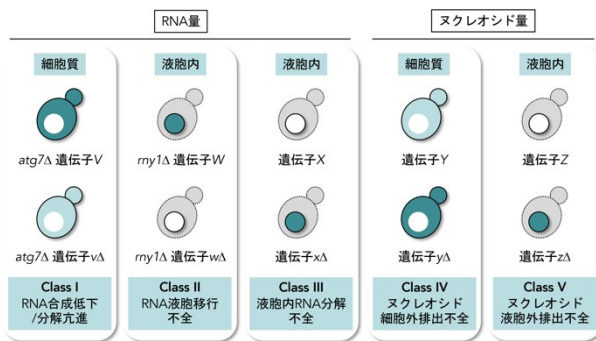 RNA量
ヌクレオシド量
細胞質
液胞内
液胞内
細胞質
液胞内
atg7Δ 遺伝子V
rny1Δ 遺伝子W
遺伝子X
遺伝子Y
遺伝子Z
atg7Δ 遺伝子vΔ
rny1Δ 遺伝子wΔ
遺伝子xΔ
遺伝子yΔ
遺伝子zΔ
Class I
RNA合成低下
/分解亢進
Class II
RNA液胞移行
不全
Class III
液胞内RNA分解
不全
Class IV
ヌクレオシド
細胞外排出不全
Class V
ヌクレオシド
液胞外排出不全